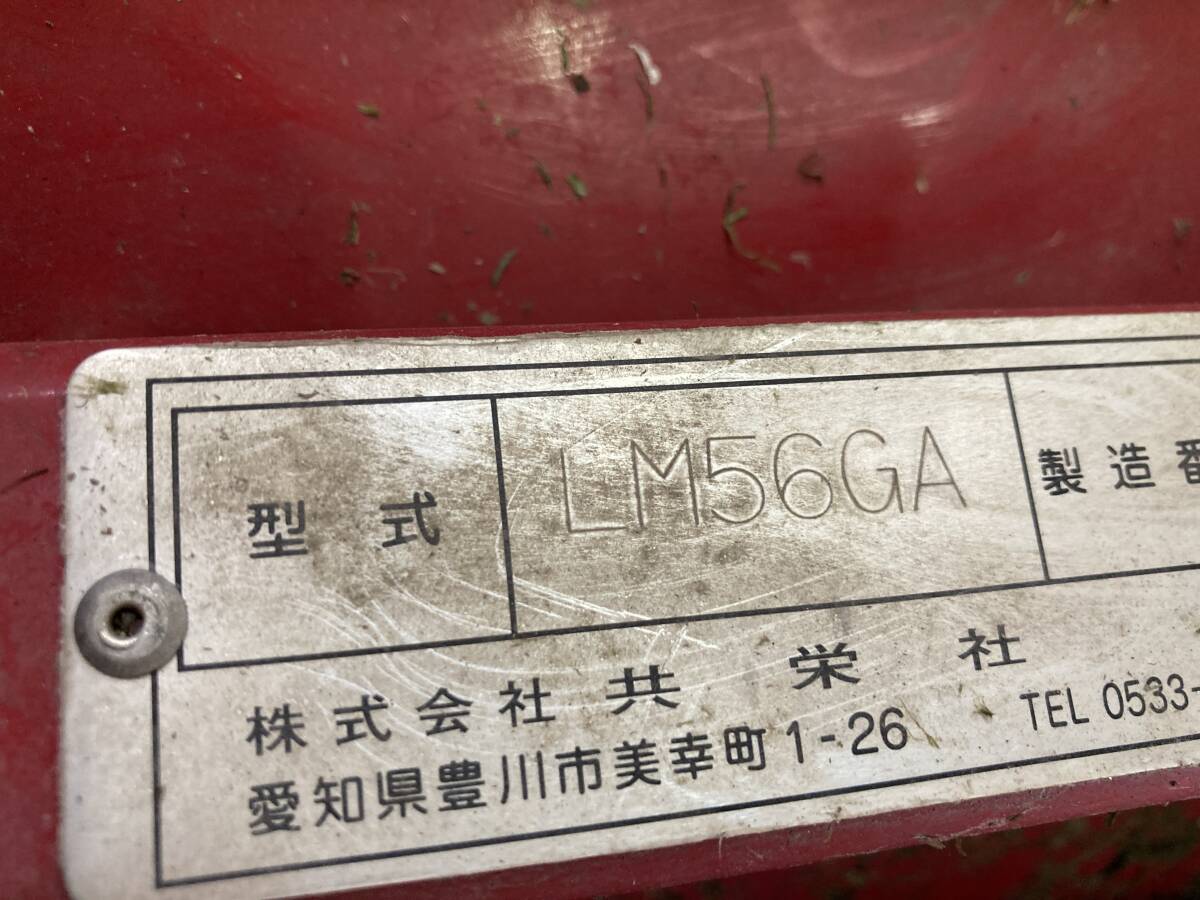 型式 LM56GA 製造番
株式会社 共栄社
愛知県豊川市美幸町1-26 TEL 0533-